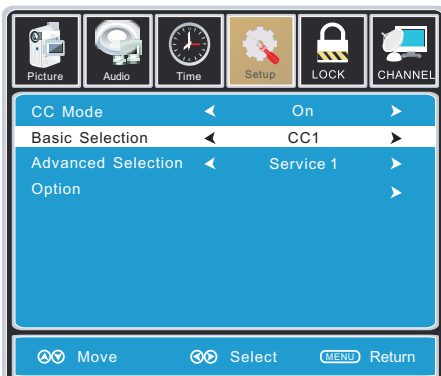 Picture Audio Time Setup LOCK CHANNEL
CC Mode On
Basic Selection CC1
Advanced Selection Service 1
Option
Move Select MENU Return